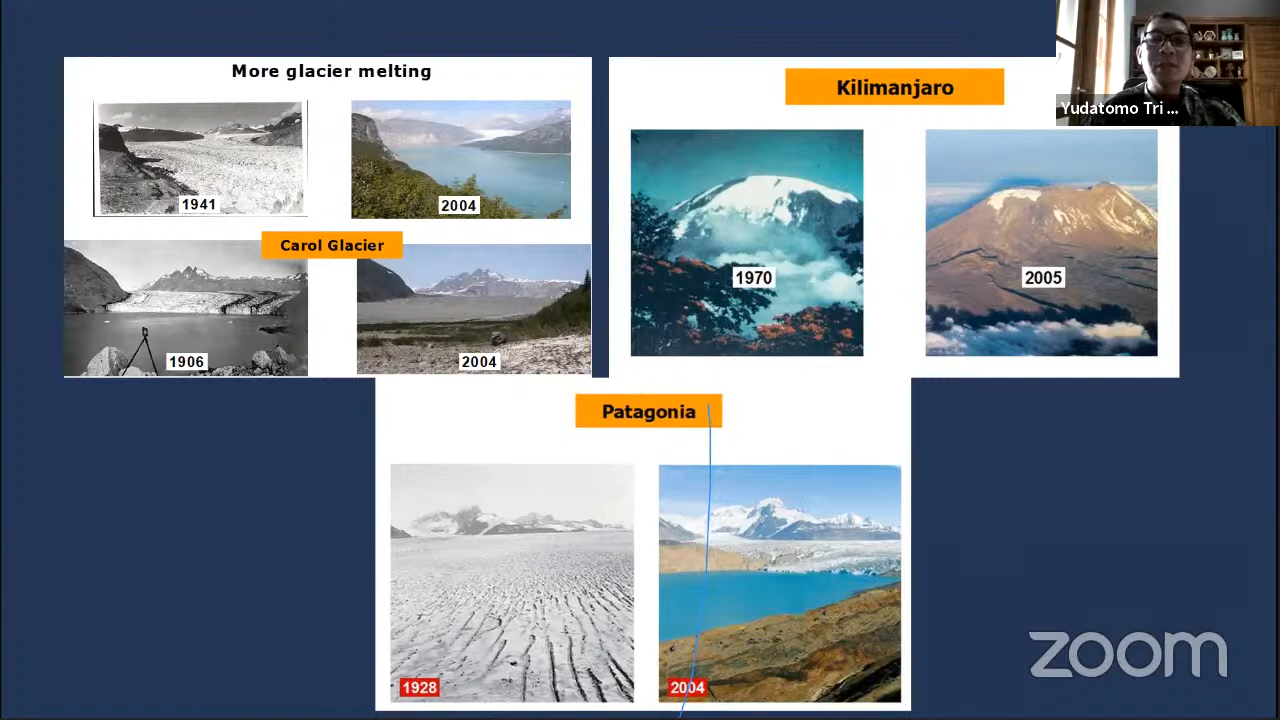 More glacier melting
1941
2004
Carol Glacier
1906
2004
Kilimanjaro
1970
2005
Yudatomo Tri ...
Patagonia
1928
2004
zoom